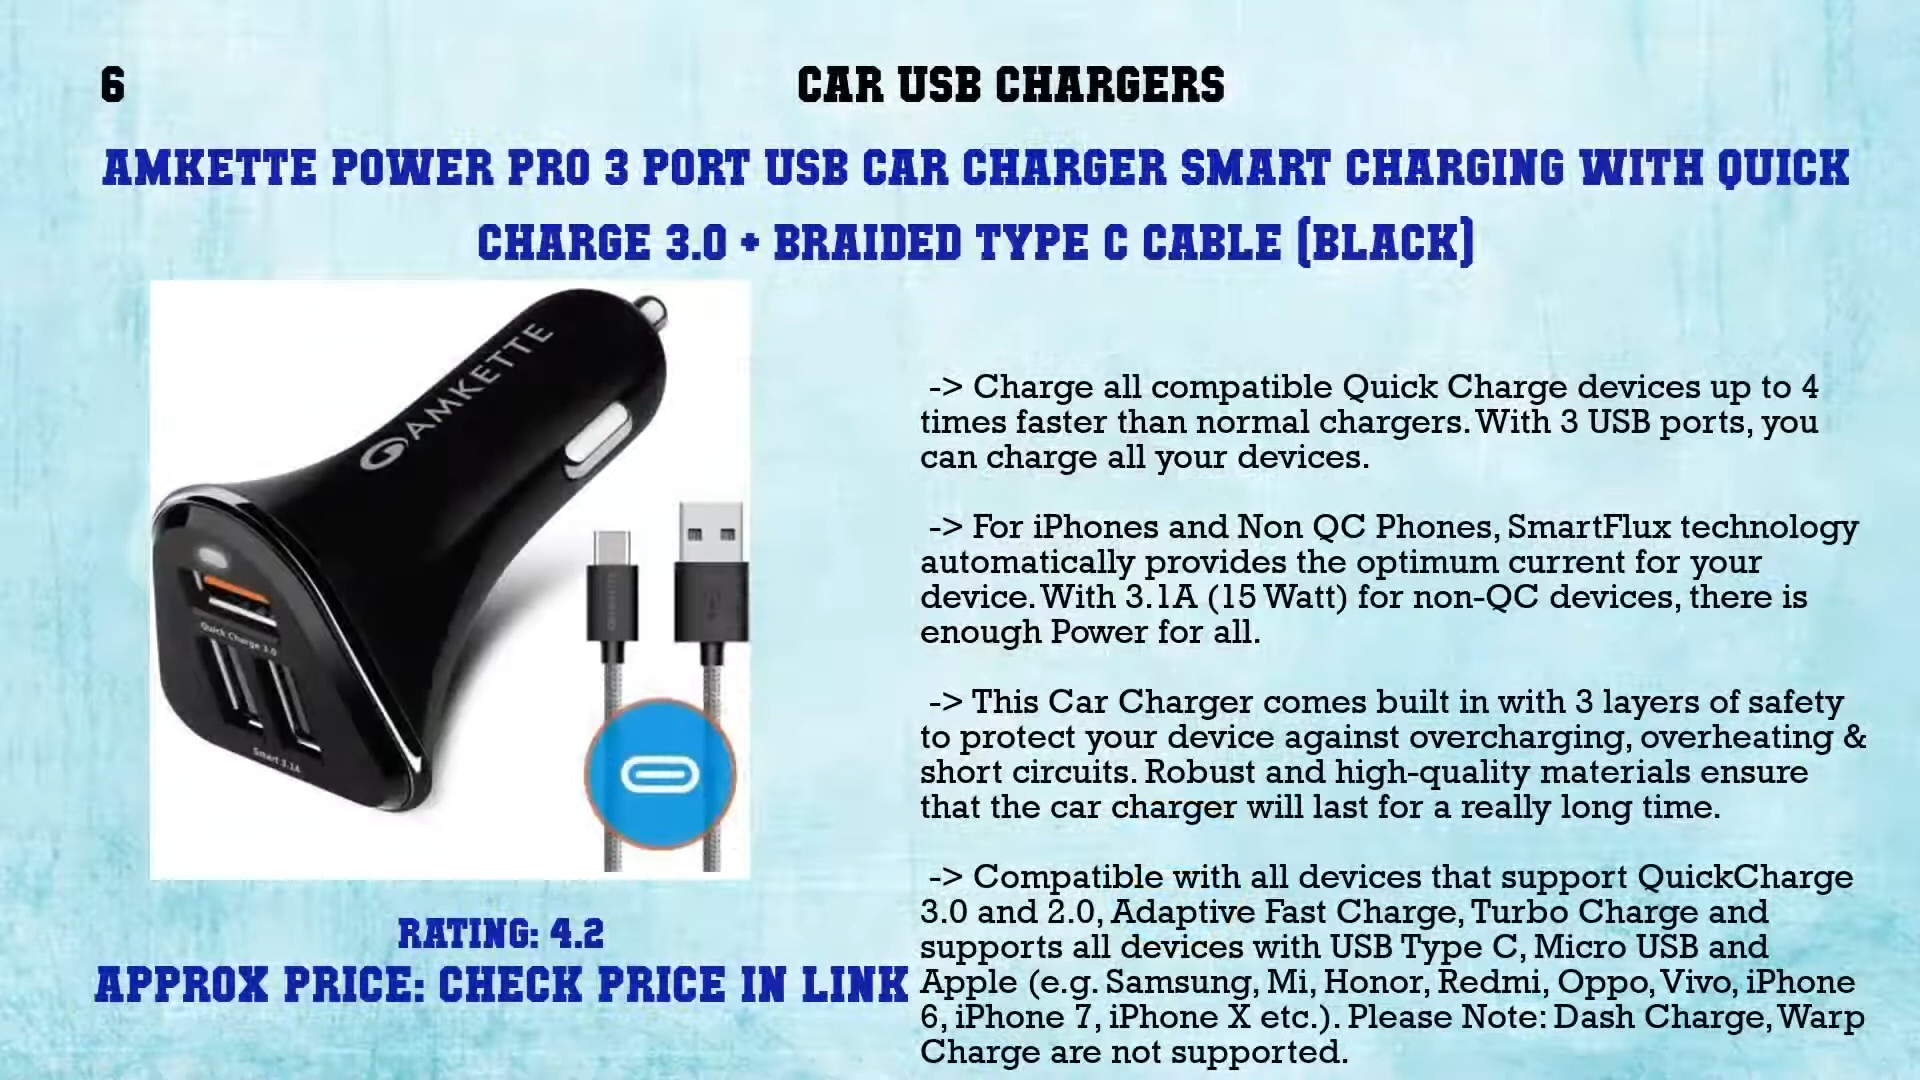 6
CAR USB CHARGERS
AMKETTE POWER PRO 3 PORT USB CAR CHARGER SMART CHARGING WITH QUICK
CHARGE 3.0 + BRAIDED TYPE C CABLE (BLACK)
AMKETTE
Quick Charge 3.0
Smart 3.1A
-> Charge all compatible Quick Charge devices up to 4
times faster than normal chargers. With 3 USB ports, you
can charge all your devices.
-> For iPhones and Non QC Phones, SmartFlux technology
automatically provides the optimum current for your
device. With 3.1A (15 Watt) for non-QC devices, there is
enough Power for all.
-> This Car Charger comes built in with 3 layers of safety
to protect your device against overcharging, overheating &
short circuits. Robust and high-quality materials ensure
that the car charger will last for a really long time.
-> Compatible with all devices that support QuickCharge
3.0 and 2.0, Adaptive Fast Charge, Turbo Charge and
supports all devices with USB Type C, Micro USB and
Apple (e.g. Samsung, Mi, Honor, Redmi, Oppo, Vivo, iPhone
6, iPhone 7, iPhone X etc.). Please Note: Dash Charge, Warp
Charge are not supported.
RATING: 4.2
APPROX PRICE: CHECK PRICE IN LINK